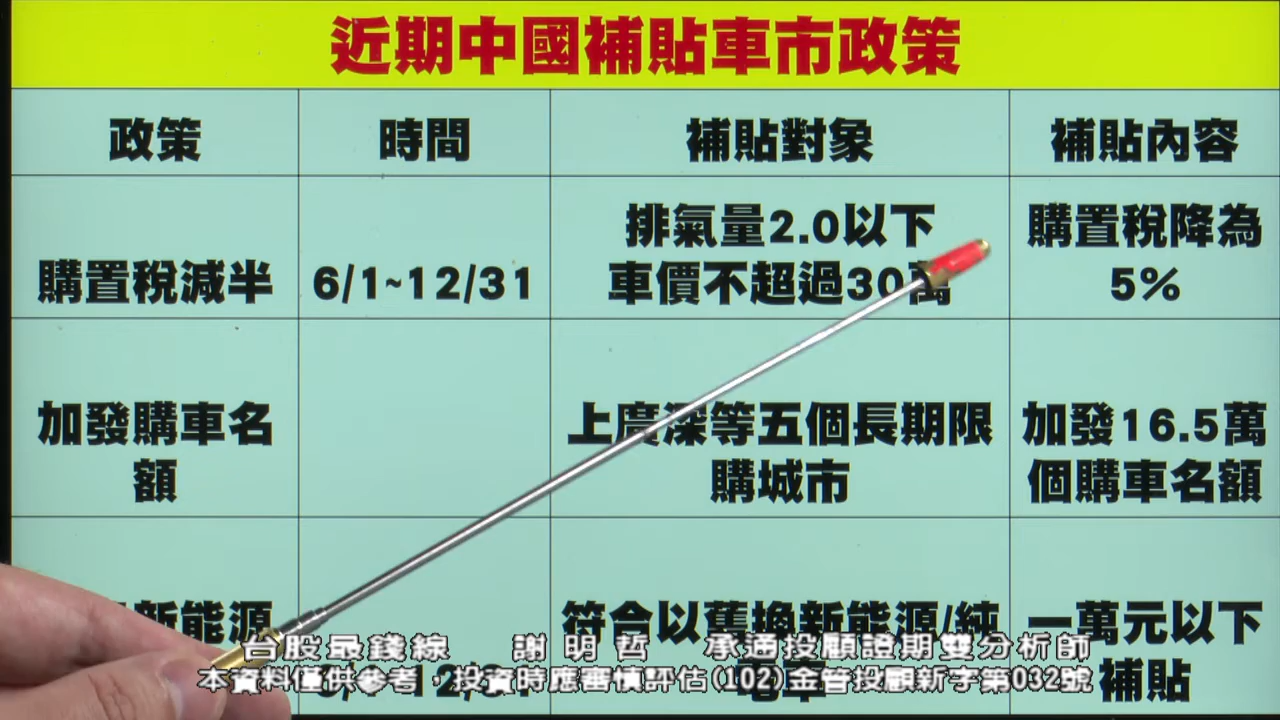 近期中國補貼車市政策
政策 時間 補貼對象 補貼內容
排氣量2.0以下 購置稅降為
購置稅減半 6/1~12/31 車價不超過30萬 5%
加發購車名 上廣深等五個長期限 加發16.5萬
額 購城市 個購車名額
新能源 符合以舊換新能源/純 一萬元以下
補貼
台股最錢線 謝明哲 承通投顧證期雙分析師
本資料僅供參考，投資時應審慎評估(102)金管投顧新字第032號